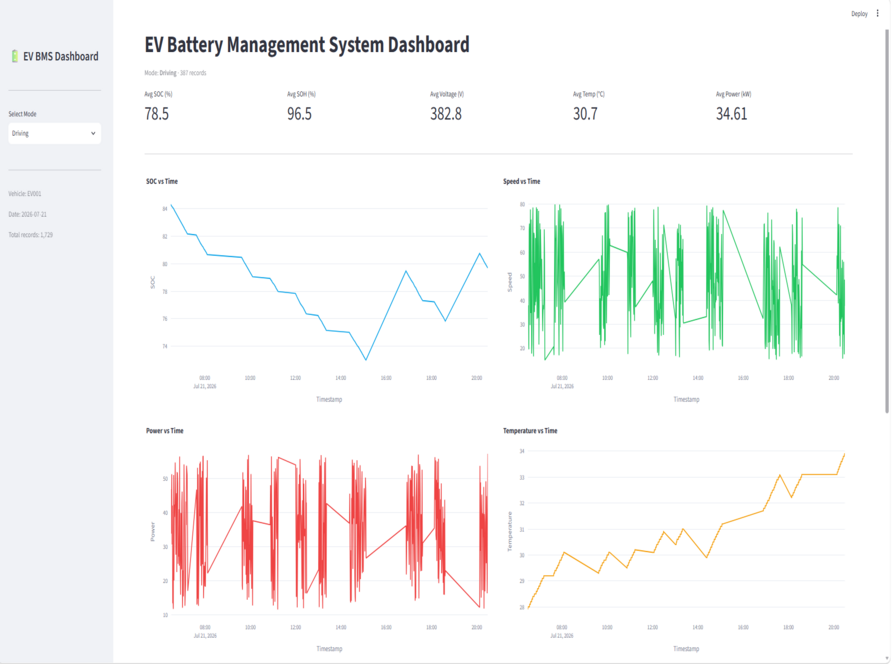 Deploy
EV BMS Dashboard
Select Mode
Driving
Vehicle: EV001
Date: 2026-07-21
Total records: 1,729
EV Battery Management System Dashboard
Mode: Driving · 387 records
Avg SOC (%)
78.5
Avg SOH (%)
96.5
Avg Voltage (V)
382.8
Avg Temp (°C)
30.7
Avg Power (kW)
34.61
SOC vs Time
84
82
80
78
76
74
SOC
08:00 10:00 12:00 14:00 16:00 18:00 20:00
Jul 21, 2026
Timestamp
Speed vs Time
80
70
60
50
40
30
20
Speed
08:00 10:00 12:00 14:00 16:00 18:00 20:00
Jul 21, 2026
Timestamp
Power vs Time
50
40
30
20
10
Power
08:00 10:00 12:00 14:00 16:00 18:00 20:00
Jul 21, 2026
Timestamp
Temperature vs Time
34
33
32
31
30
29
28
Temperature
08:00 10:00 12:00 14:00 16:00 18:00 20:00
Jul 21, 2026
Timestamp